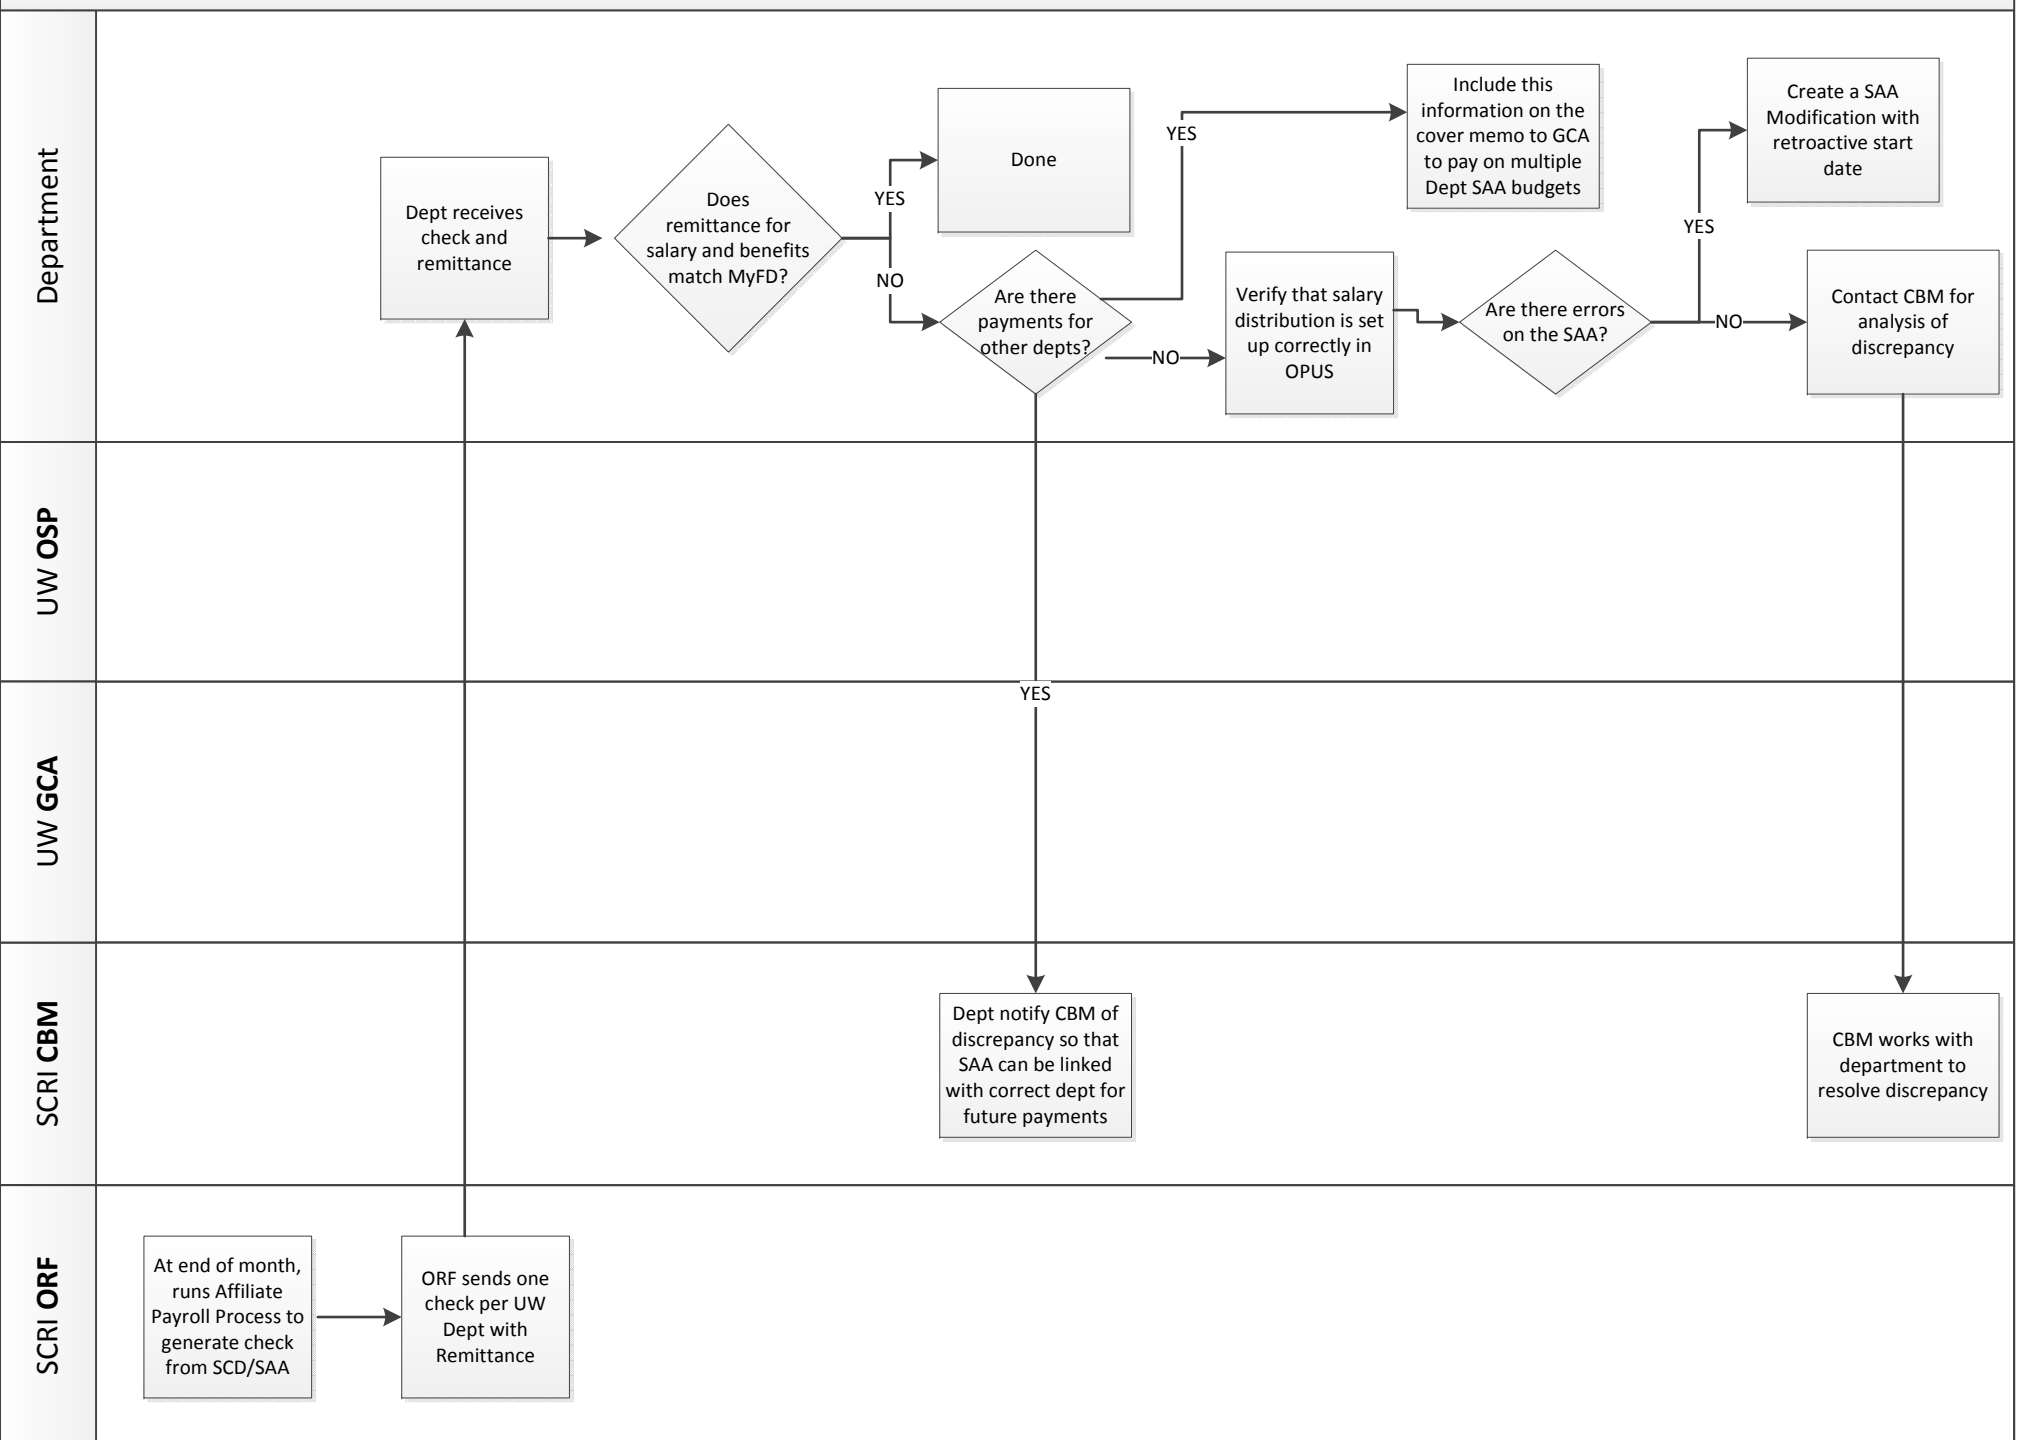 Department
Dept receives
check and
remittance
Does
remittance for
salary and benefits
match MyFD?
YES
NO
Done
Are there
payments for
other depts?
YES
NO
Include this
information on the
cover memo to GCA
to pay on multiple
Dept SAA budgets
Verify that salary
distribution is set
up correctly in
OPUS
Are there errors
on the SAA?
YES
NO
Create a SAA
Modification with
retroactive start
date
Contact CBM for
analysis of
discrepancy
UW OSP
UW GCA
YES
SCRI CBM
Dept notify CBM of
discrepancy so that
SAA can be linked
with correct dept for
future payments
CBM works with
department to
resolve discrepancy
SCRI ORF
At end of month,
runs Affiliate
Payroll Process to
generate check
from SCD/SAA
ORF sends one
check per UW
Dept with
Remittance